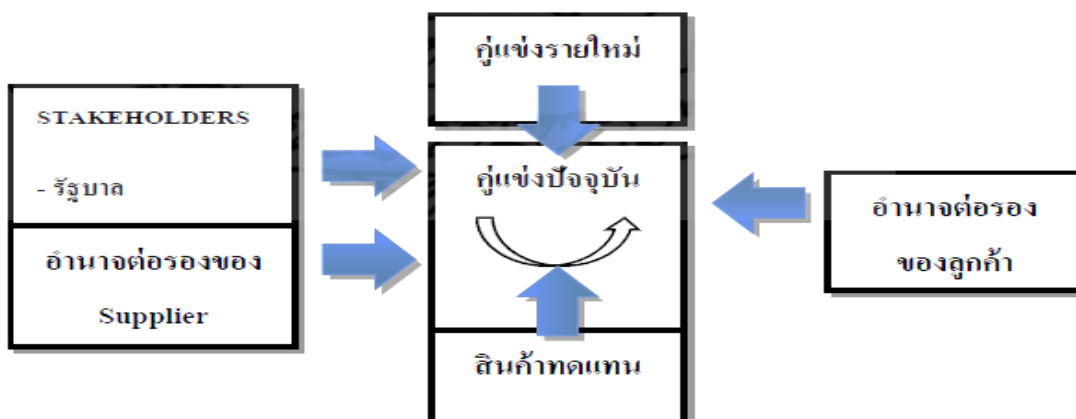 คู่แข่งรายใหม่
STAKEHOLDERS
- รัฐบาล
อำนาจต่อรองของ
Supplier
คู่แข่งปัจจุบัน
สินค้าทดแทน
อำนาจต่อรอง
ของลูกค้า